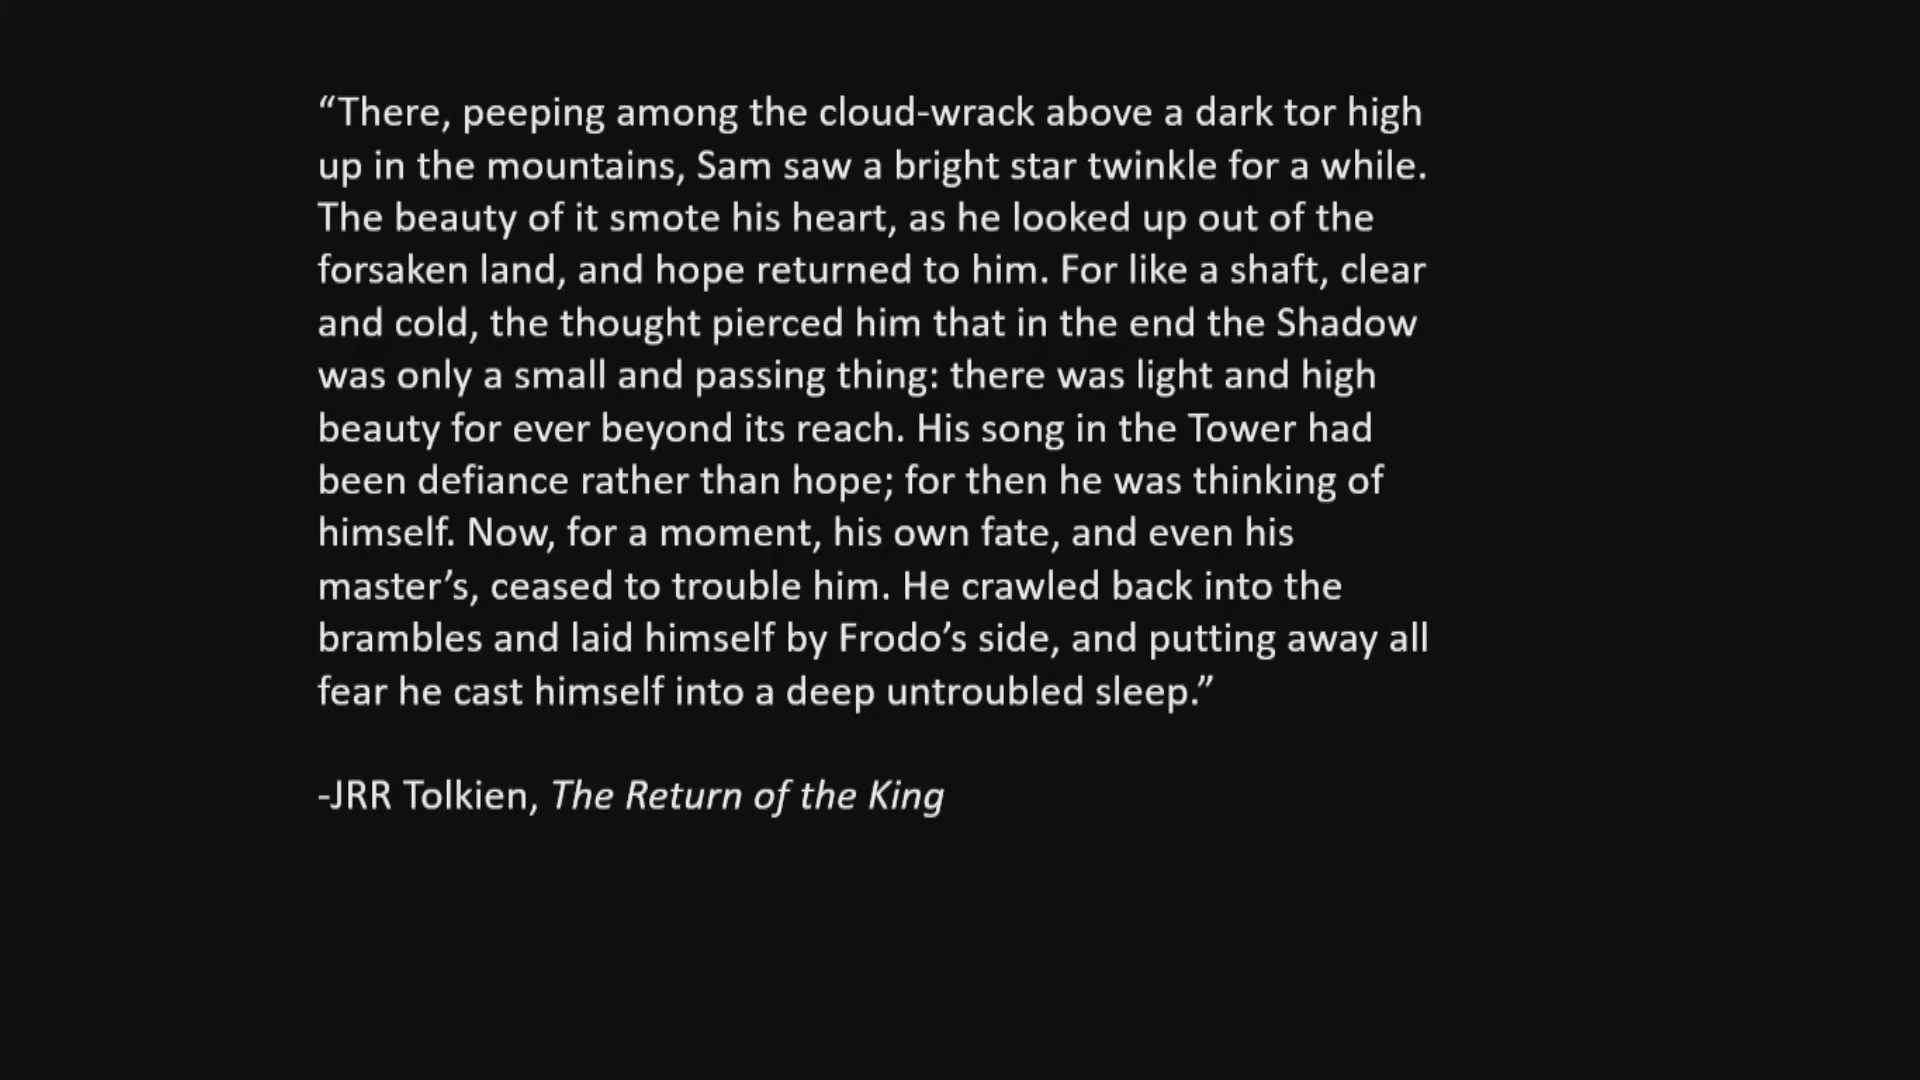 “There, peeping among the cloud-wrack above a dark tor high
up in the mountains, Sam saw a bright star twinkle for a while.
The beauty of it smote his heart, as he looked up out of the
forsaken land, and hope returned to him. For like a shaft, clear
and cold, the thought pierced him that in the end the Shadow
was only a small and passing thing: there was light and high
beauty for ever beyond its reach. His song in the Tower had
been defiance rather than hope; for then he was thinking of
himself. Now, for a moment, his own fate, and even his
master’s, ceased to trouble him. He crawled back into the
brambles and laid himself by Frodo’s side, and putting away all
fear he cast himself into a deep untroubled sleep.”
-JRR Tolkien, The Return of the King